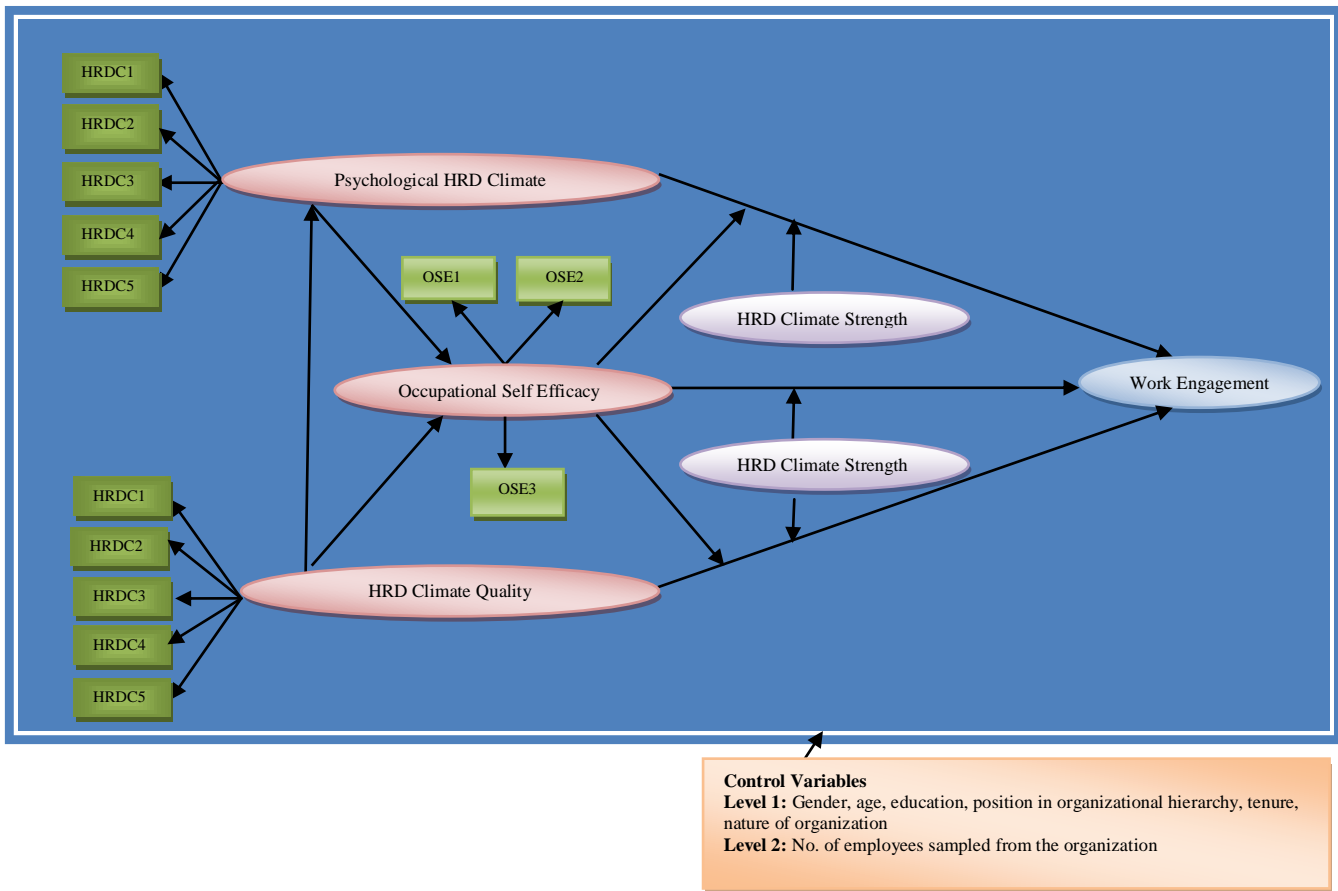 HRDC1
HRDC2
HRDC3
HRDC4
HRDC5
Psychological HRD Climate
OSE1
OSE2
HRD Climate Strength
Occupational Self Efficacy
Work Engagement
HRD Climate Strength
OSE3
HRDC1
HRDC2
HRDC3
HRDC4
HRDC5
HRD Climate Quality
Control Variables
Level 1: Gender, age, education, position in organizational hierarchy, tenure,
nature of organization
Level 2: No. of employees sampled from the organization